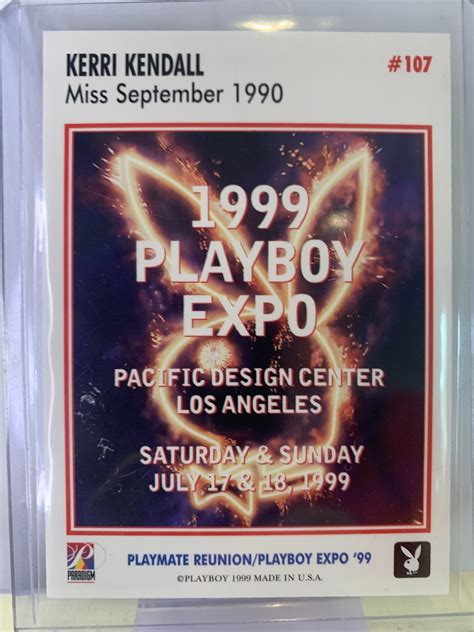 KERRI KENDALL
#107
Miss September 1990
1999
PLAYBOY
EXPO
PACIFIC DESIGN CENTER
LOS ANGELES
SATURDAY & SUNDAY
JULY 17 & 18, 1999
PARADIGM
PLAYMATE REUNION/PLAYBOY EXPO '99
©PLAYBOY 1999 MADE IN U.S.A.